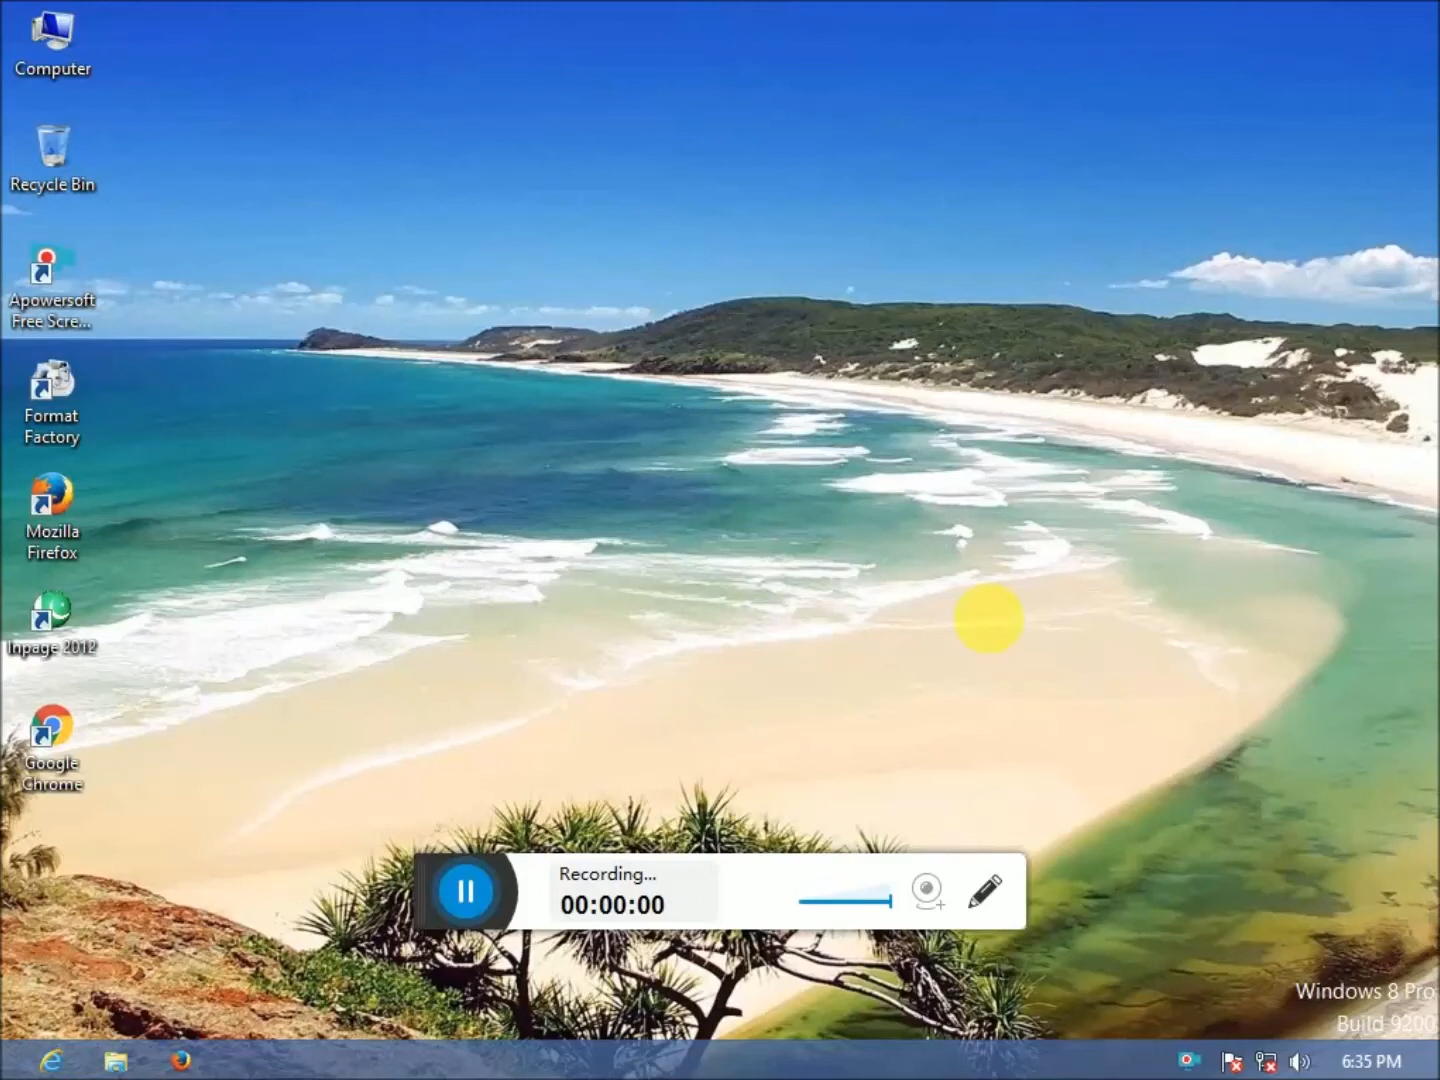 Computer
Recycle Bin
Apowersoft
Free Scre...
Format
Factory
Mozilla
Firefox
Inpage 2012
Google
Chrome
Recording...
00:00:00
Windows 8 Pro
Build 9200
6:35 PM